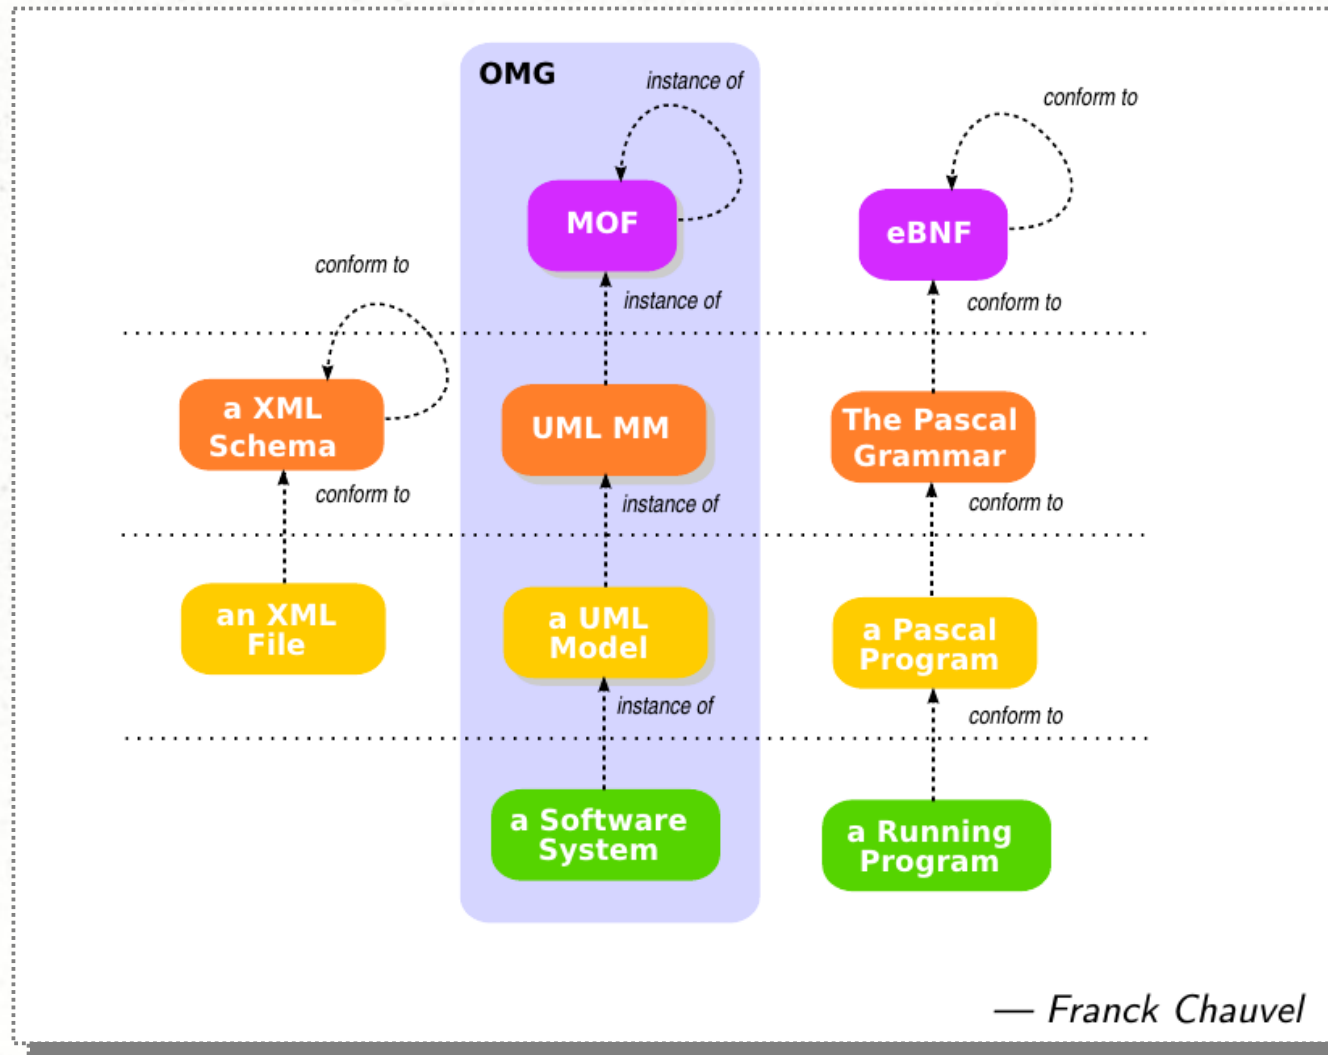 OMG
instance of
conform to
MOF
eBNF
conform to
instance of
conform to
a XML
Schema
UML MM
The Pascal
Grammar
conform to
instance of
conform to
an XML
File
a UML
Model
a Pascal
Program
instance of
conform to
a Software
System
a Running
Program
— Franck Chauvel